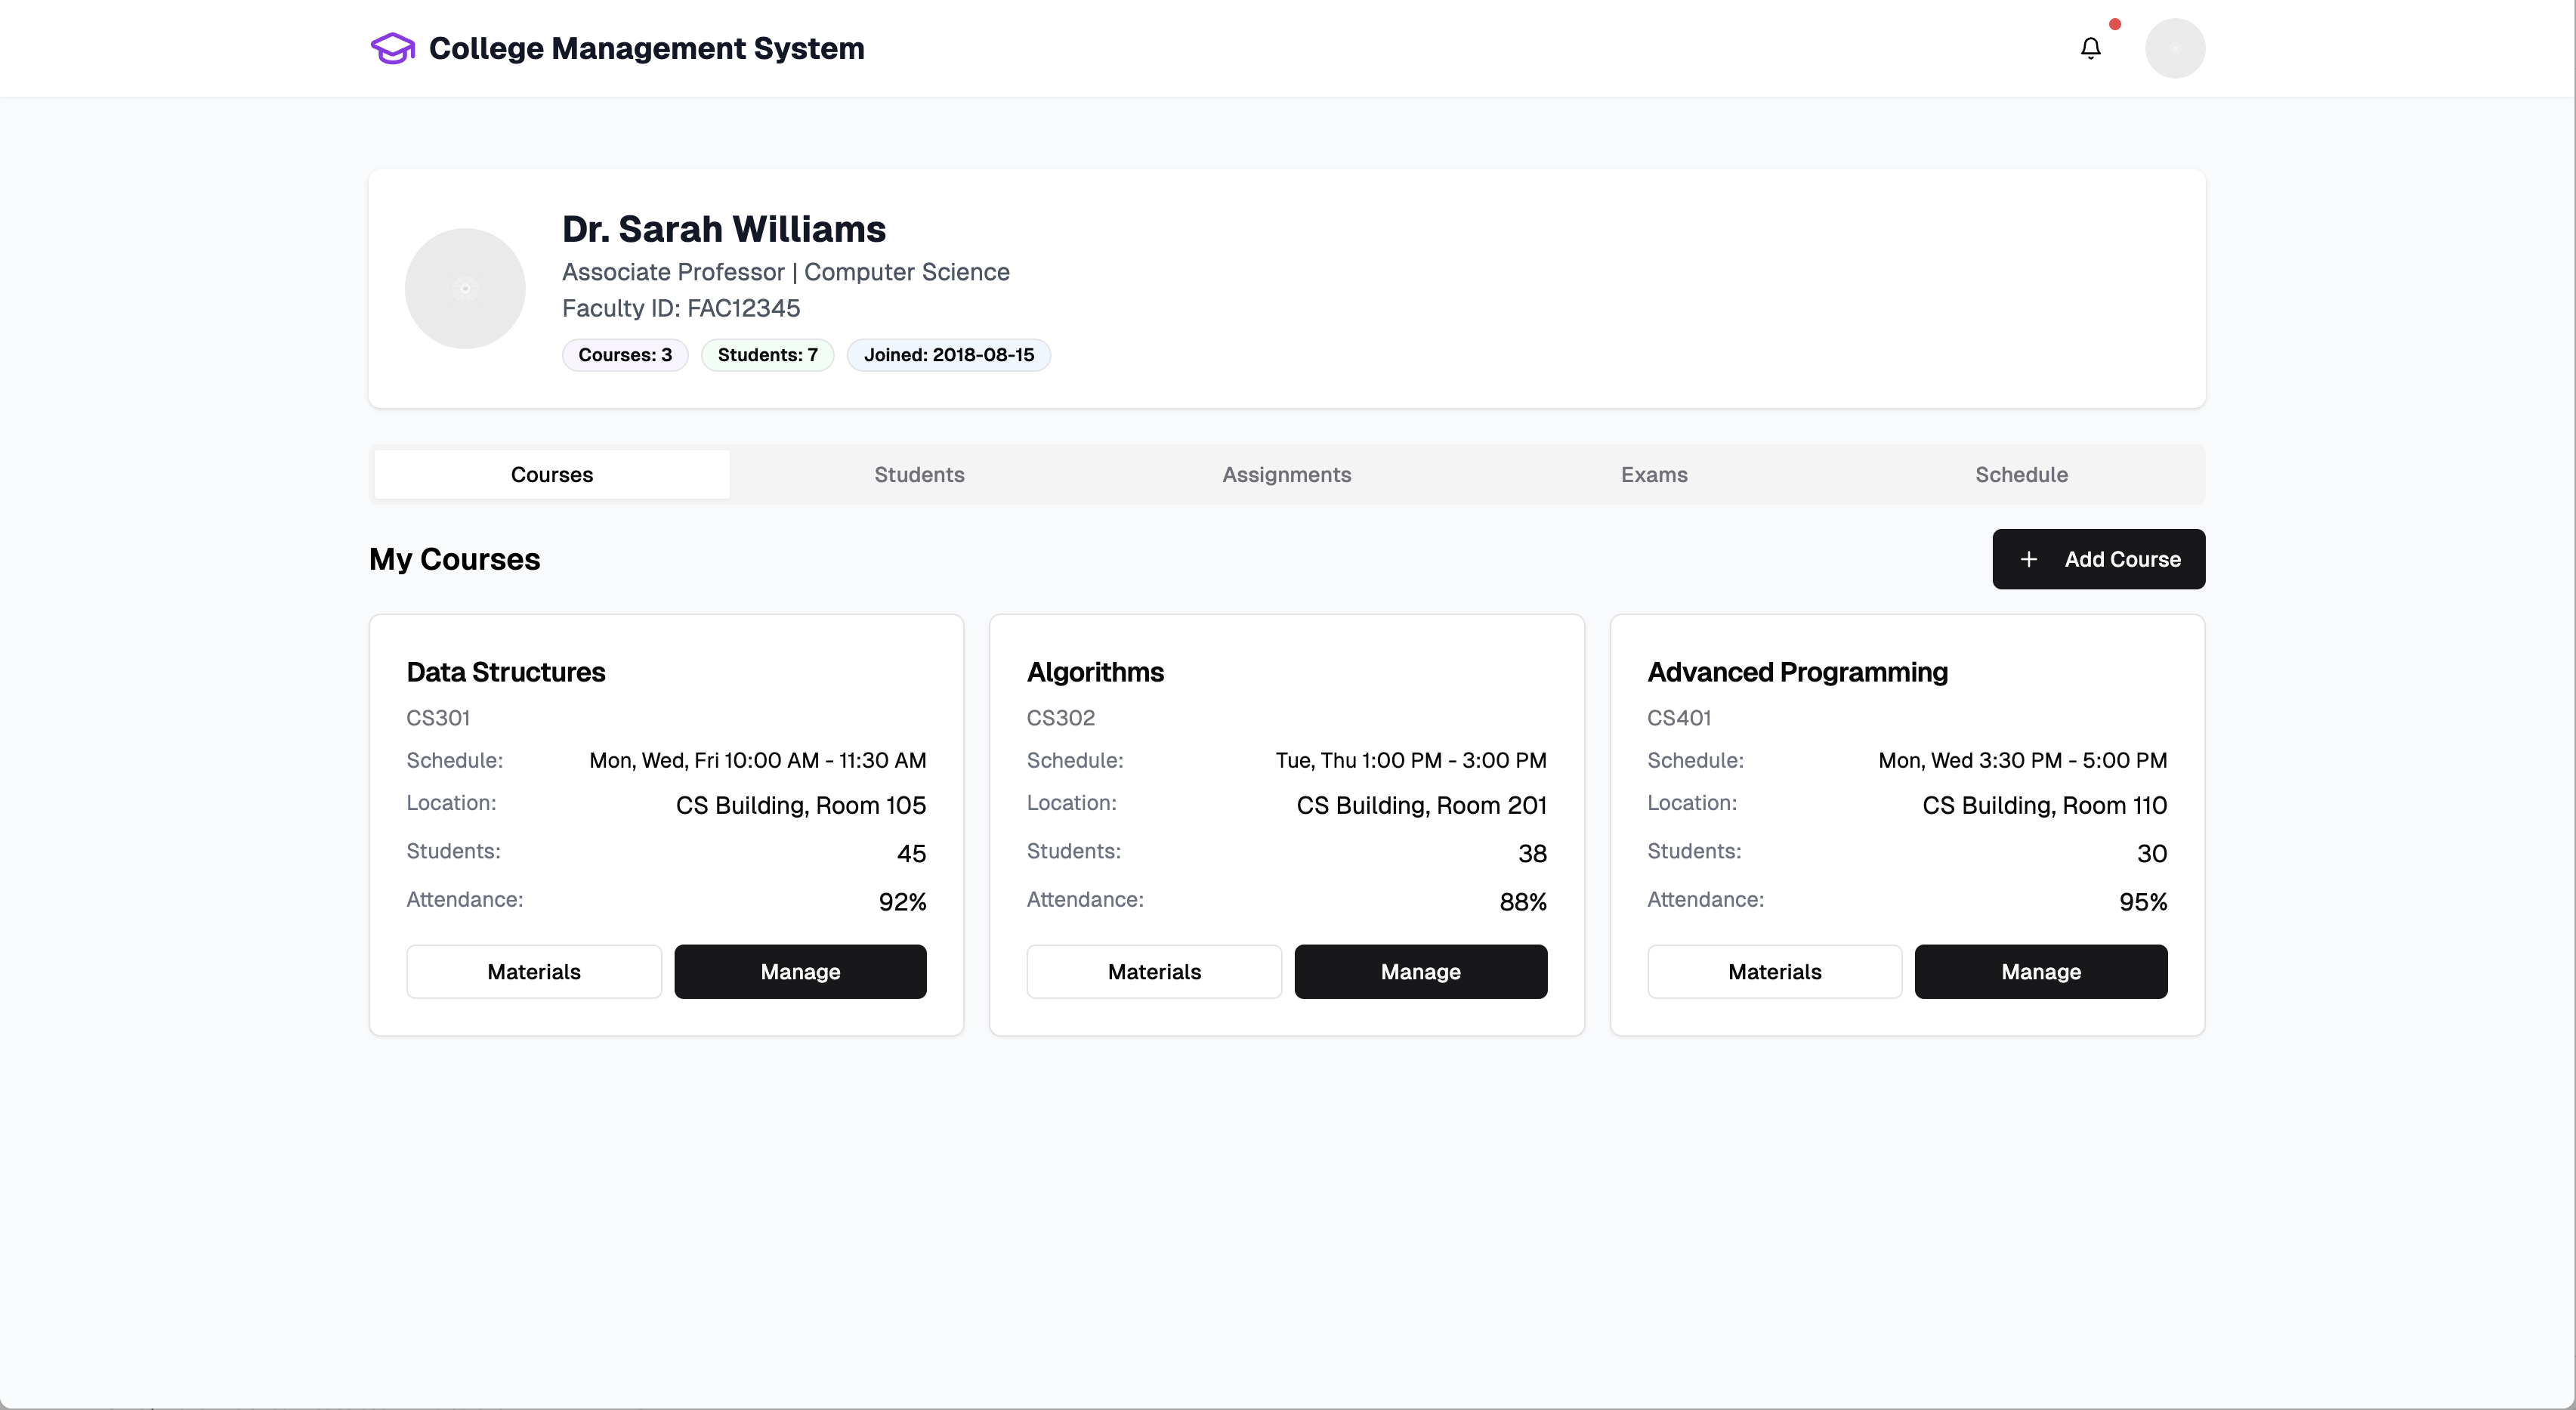 College Management System
Dr. Sarah Williams
Associate Professor | Computer Science
Faculty ID: FAC12345
Courses: 3 Students: 7 Joined: 2018-08-15
Courses Students Assignments Exams Schedule
My Courses
+ Add Course
Data Structures
CS301
Schedule: Mon, Wed, Fri 10:00 AM - 11:30 AM
Location: CS Building, Room 105
Students: 45
Attendance: 92%
Materials Manage
Algorithms
CS302
Schedule: Tue, Thu 1:00 PM - 3:00 PM
Location: CS Building, Room 201
Students: 38
Attendance: 88%
Materials Manage
Advanced Programming
CS401
Schedule: Mon, Wed 3:30 PM - 5:00 PM
Location: CS Building, Room 110
Students: 30
Attendance: 95%
Materials Manage